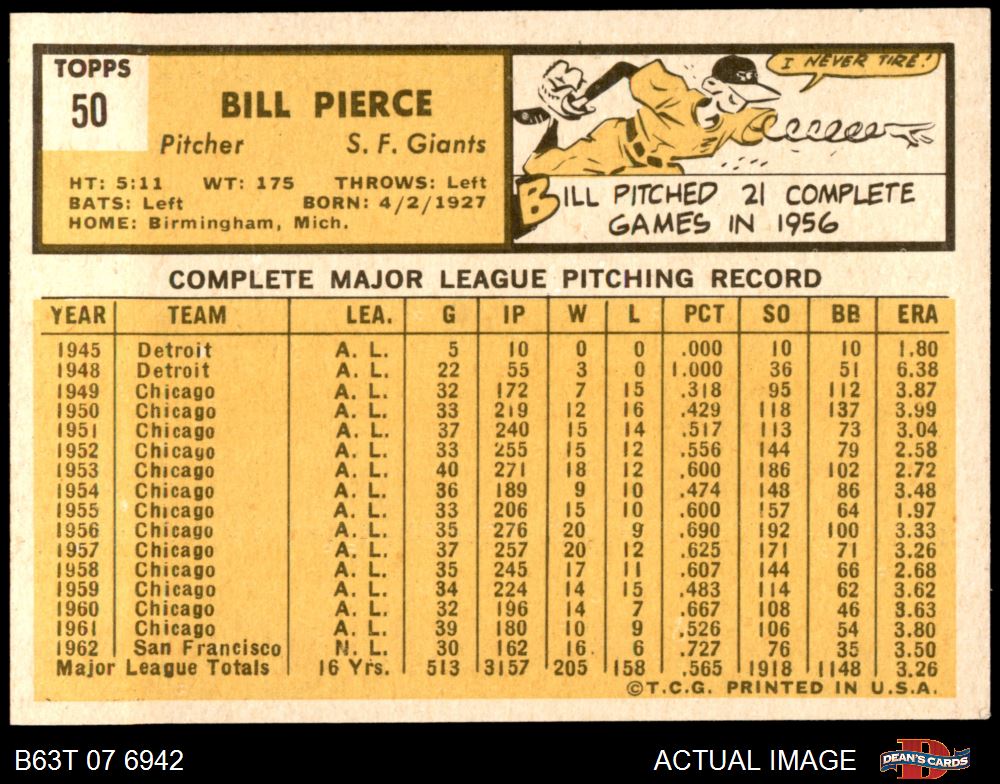 TOPPS
50
BILL PIERCE
Pitcher S. F. Giants
HT: 5:11 WT: 175 THROWS: Left
BATS: Left BORN: 4/2/1927
HOME: Birmingham, Mich.
I NEVER TIRE!
BILL PITCHED 21 COMPLETE
GAMES IN 1956
COMPLETE MAJOR LEAGUE PITCHING RECORD
YEAR TEAM LEA. G IP W L PCT SO BB ERA
1945 Detroit A. L. 5 10 0 0 .000 10 10 1.80
1948 Detroit A. L. 22 55 3 0 1.000 36 51 6.38
1949 Chicago A. L. 32 172 7 15 .318 95 112 3.87
1950 Chicago A. L. 33 219 12 16 .429 118 137 3.99
1951 Chicago A. L. 37 240 15 14 .517 113 73 3.04
1952 Chicago A. L. 33 255 15 12 .556 144 79 2.58
1953 Chicago A. L. 40 271 18 12 .600 186 102 2.72
1954 Chicago A. L. 36 189 9 10 .474 148 86 3.48
1955 Chicago A. L. 33 206 15 10 .600 157 64 1.97
1956 Chicago A. L. 35 276 20 9 .690 192 100 3.33
1957 Chicago A. L. 37 257 20 12 .625 171 71 3.26
1958 Chicago A. L. 35 245 17 11 .607 144 66 2.68
1959 Chicago A. L. 34 224 14 15 .483 114 62 3.62
1960 Chicago A. L. 32 196 14 7 .667 108 46 3.63
1961 Chicago A. L. 39 180 10 9 .526 106 54 3.80
1962 San Francisco N. L. 30 162 16 6 .727 76 35 3.50
Major League Totals 16 Yrs. 513 3157 205 158 .565 1918 1148 3.26
©T.C.G. PRINTED IN U.S.A.
B63T 07 6942 ACTUAL IMAGE DEAN'S CARDS